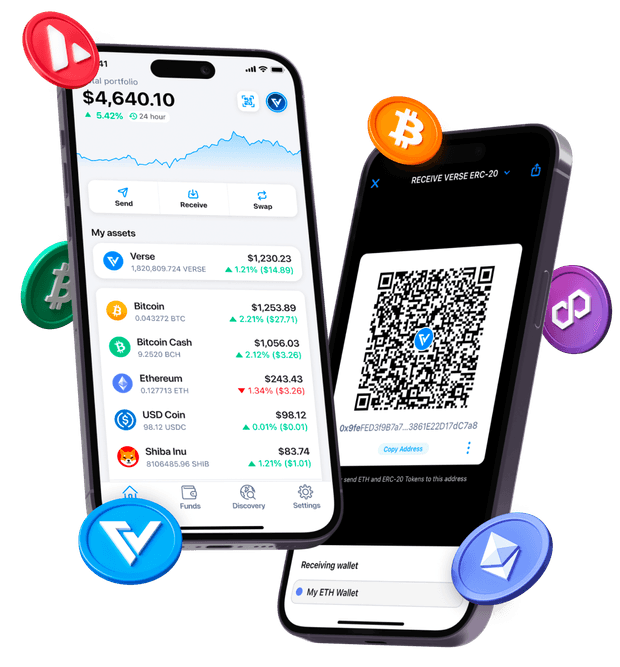 41
tal portfolio
$4,640.10
5.42% 24 hour
Send
Receive
Swap
My assets
Verse $1,230.23
1,820,809.724 VERSE 1.21% ($14.89)
Bitcoin $1,253.89
0.043272 BTC 2.21% ($27.71)
Bitcoin Cash $1,056.03
9.2520 BCH 2.12% ($3.26)
Ethereum $243.43
0.127713 ETH 1.34% ($3.26)
USD Coin $98.12
98.12 USDC 0.01% ($0.01)
Shiba Inu $83.74
8106485.96 SHIB 1.21% ($1.01)
Funds
Discovery
Settings
X
RECEIVE VERSE ERC-20
0x9feFED3f9B7a7...3861E22D17dC7a8
Copy Address
send ETH and ERC-20 Tokens to this address
Receiving wallet
My ETH Wallet